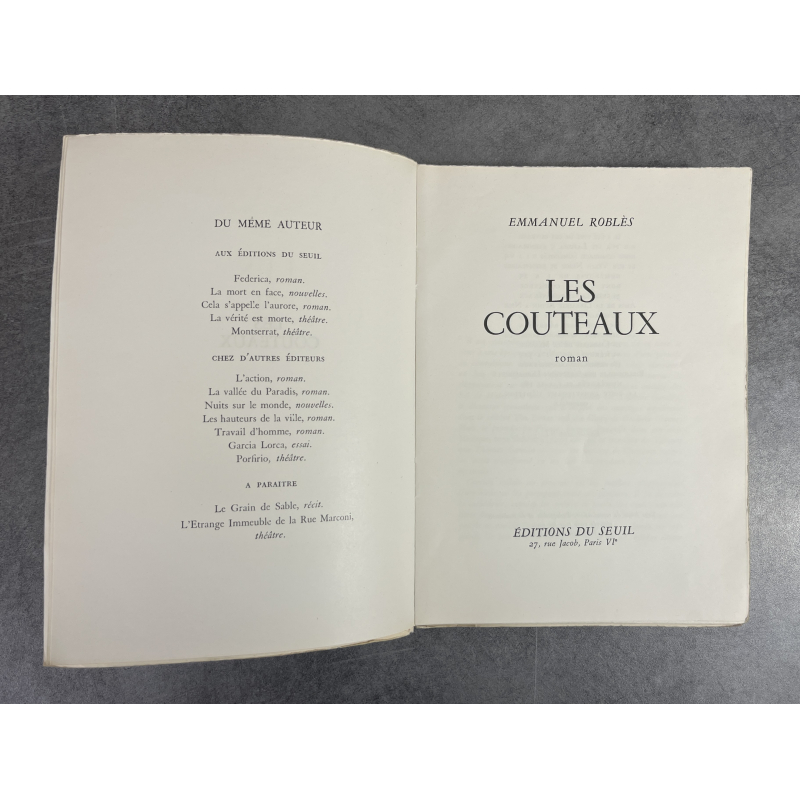 DU MÉME AUTEUR
AUX ÉDITIONS DU SEUIL
Federica, roman.
La mort en face, nouvelles.
Cela s'appelle l'aurore, roman.
La vérité est morte, théâtre.
Montserrat, théâtre.
CHEZ D'AUTRES ÉDITEURS
L'action, roman.
La vallée du Paradis, roman.
Nuits sur le monde, nouvelles.
Les hauteurs de la ville, roman.
Travail d'homme, roman.
Garcia Lorca, essai.
Porfirio, théâtre.
A PARAITRE
Le Grain de Sable, récit.
L'Etrange Immeuble de la Rue Marconi,
théâtre.
EMMANUEL ROBLÈS
LES
COUTEAUX
roman
ÉDITIONS DU SEUIL
27, rue Jacob, Paris VIe